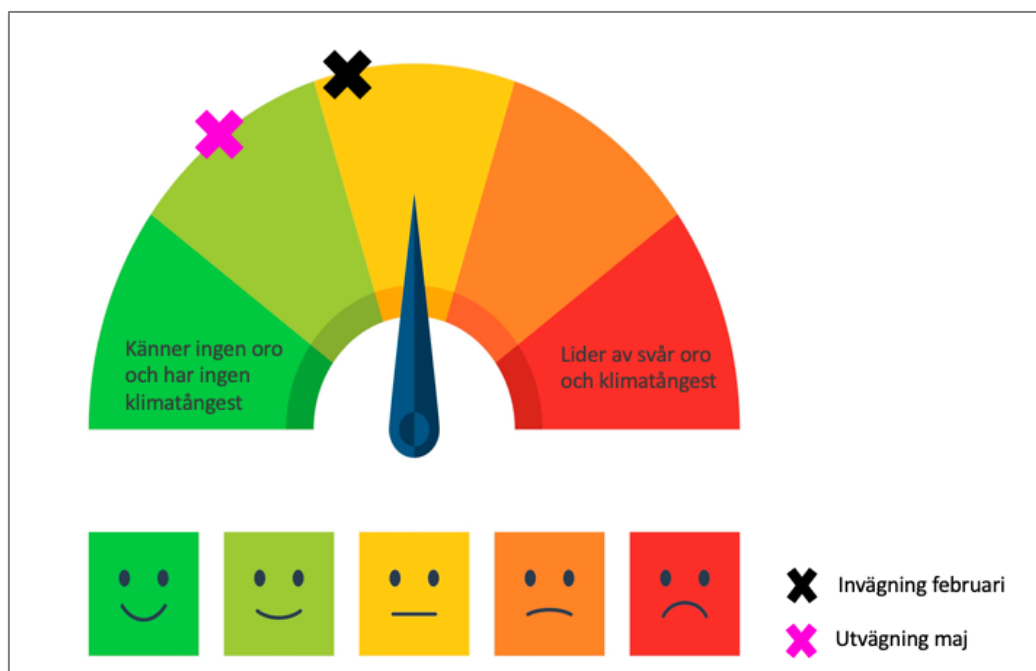 Känner ingen oro
och har ingen
klimatångest
Lider av svår oro
och klimatångest
Invägning februari
Utvägning maj